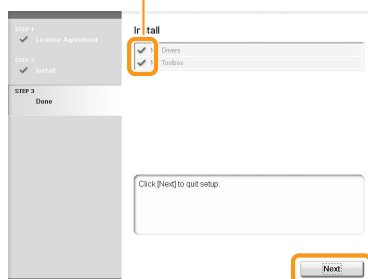 STEP 1
License Agreement
STEP 2
Install
STEP 3
Done
Install
Drivers
Toolbox
Click [Next] to quit setup.
Next